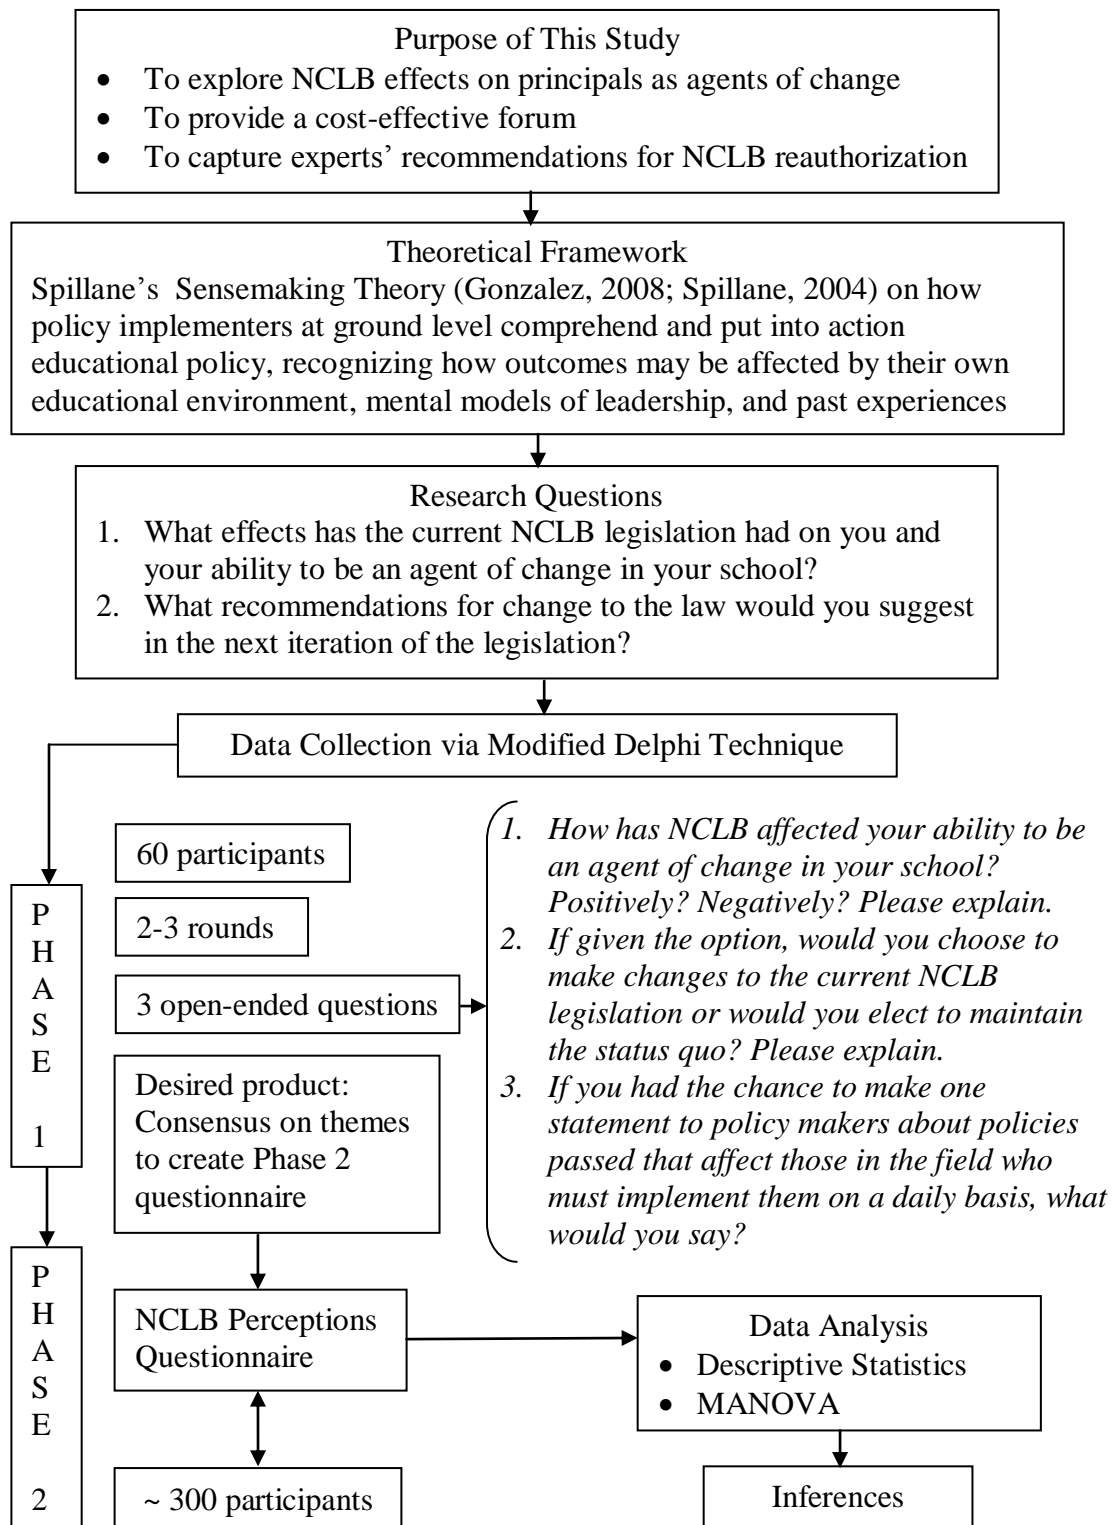 Purpose of This Study
• To explore NCLB effects on principals as agents of change
• To provide a cost-effective forum
• To capture experts’ recommendations for NCLB reauthorization
Theoretical Framework
Spillane’s Sensemaking Theory (Gonzalez, 2008; Spillane, 2004) on how
policy implementers at ground level comprehend and put into action
educational policy, recognizing how outcomes may be affected by their own
educational environment, mental models of leadership, and past experiences
Research Questions
1. What effects has the current NCLB legislation had on you and
your ability to be an agent of change in your school?
2. What recommendations for change to the law would you suggest
in the next iteration of the legislation?
Data Collection via Modified Delphi Technique
P
H
A
S
E
1
60 participants
2-3 rounds
3 open-ended questions
Desired product:
Consensus on themes
to create Phase 2
questionnaire
1. How has NCLB affected your ability to be
an agent of change in your school?
Positively? Negatively? Please explain.
2. If given the option, would you choose to
make changes to the current NCLB
legislation or would you elect to maintain
the status quo? Please explain.
3. If you had the chance to make one
statement to policy makers about policies
passed that affect those in the field who
must implement them on a daily basis, what
would you say?
P
H
A
S
E
2
NCLB Perceptions
Questionnaire
~ 300 participants
Data Analysis
• Descriptive Statistics
• MANOVA
Inferences